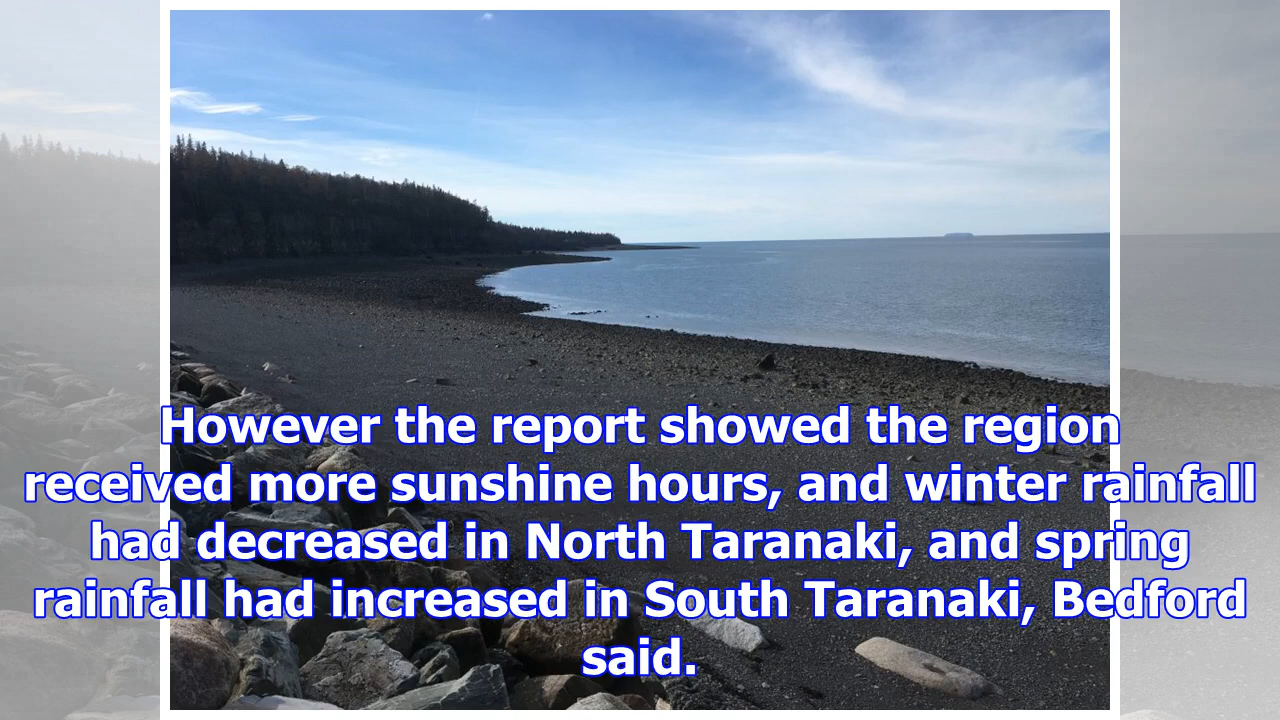 However the report showed the region
received more sunshine hours, and winter rainfall
had decreased in North Taranaki, and spring
rainfall had increased in South Taranaki, Bedford
said.